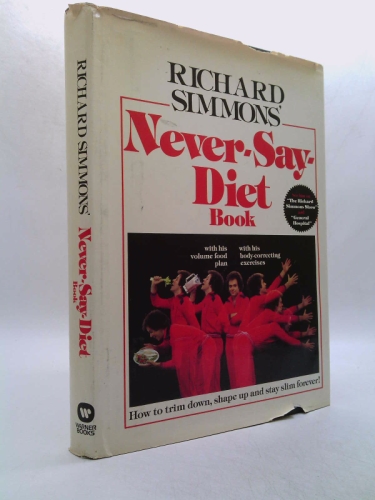 RICHARD SIMMONS'
Never-Say-Diet
Book
WARNER BOOKS
RICHARD
SIMMONS'
Never-Say-
Diet
Book
"The Richard
Simmons Show"
"General
Hospital"
with his
volume food
plan
with his
body-correcting
exercises
How to trim down, shape up and stay slim forever!